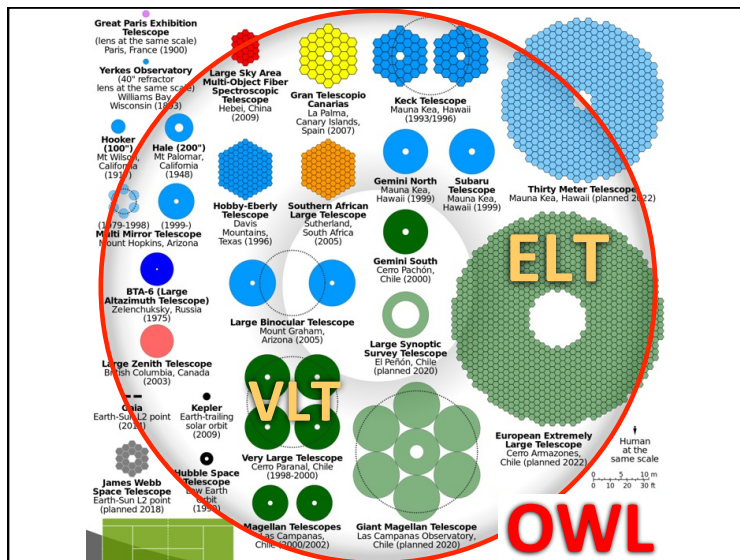 Great Paris Exhibition
Telescope
(lens at the same scale)
Paris, France (1900)
Yerkes Observatory
(40" refractor
lens at the same scale)
Williams Bay,
Wisconsin (1893)
Hooker
(100")
Mt Wilson,
California
Hale (200")
Mt Palomar,
California
(1948)
(1979-1998)
(1999-)
Multi Mirror Telescope
Mount Hopkins, Arizona
BTA-6 (Large
Altazimuth Telescope)
Zelenchuksky, Russia
(1975)
Large Zenith Telescope
British Columbia, Canada
(2003)
Gaia
Earth-Sun L2 point
Kepler
Earth-trailing
solar orbit
(2009)
James Webb
Space Telescope
Earth-Sun L2 point
(planned 2018)
Hubble Space
Telescope
Low Earth
Orbit
Large Sky Area
Multi-Object Fiber
Spectroscopic
Telescope
Hebei, China
(2009)
Gran Telescopio
Canarias
La Palma,
Canary Islands,
Spain (2007)
Keck Telescope
Mauna Kea, Hawaii
(1993/1996)
Hobby-Eberly
Telescope
Davis
Mountains,
Texas (1996)
Southern African
Large Telescope
Sutherland,
South Africa
(2005)
Gemini North
Mauna Kea,
Hawaii (1999)
Subaru
Telescope
Mauna Kea,
Hawaii (1999)
Thirty Meter Telescope
Mauna Kea, Hawaii (planned 2022)
Gemini South
Cerro Pachón,
Chile (2000)
ELT
Large Binocular Telescope
Mount Graham,
Arizona (2005)
Large Synoptic
Survey Telescope
El Peñón, Chile
(planned 2020)
VLT
Very Large Telescope
Cerro Paranal, Chile
(1998-2000)
Magellan Telescopes
Las Campanas,
Chile (2000/2002)
Giant Magellan Telescope
Las Campanas Observatory,
Chile (planned 2020)
European Extremely
Large Telescope
Cerro Armazones,
Chile (planned 2022)
Human
at the
same scale
0 5 10 m
0 10 20 30 ft
OWL